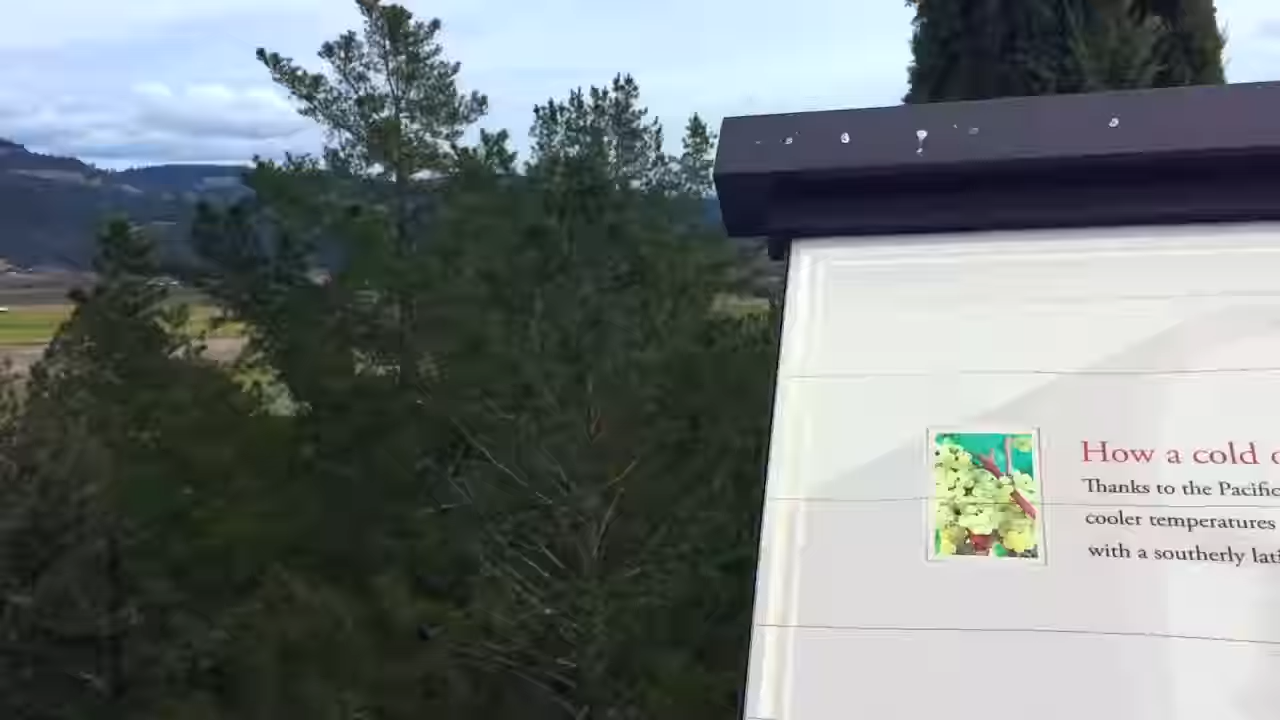 How a cold
Thanks to the Pacific
cooler temperatures
with a southerly